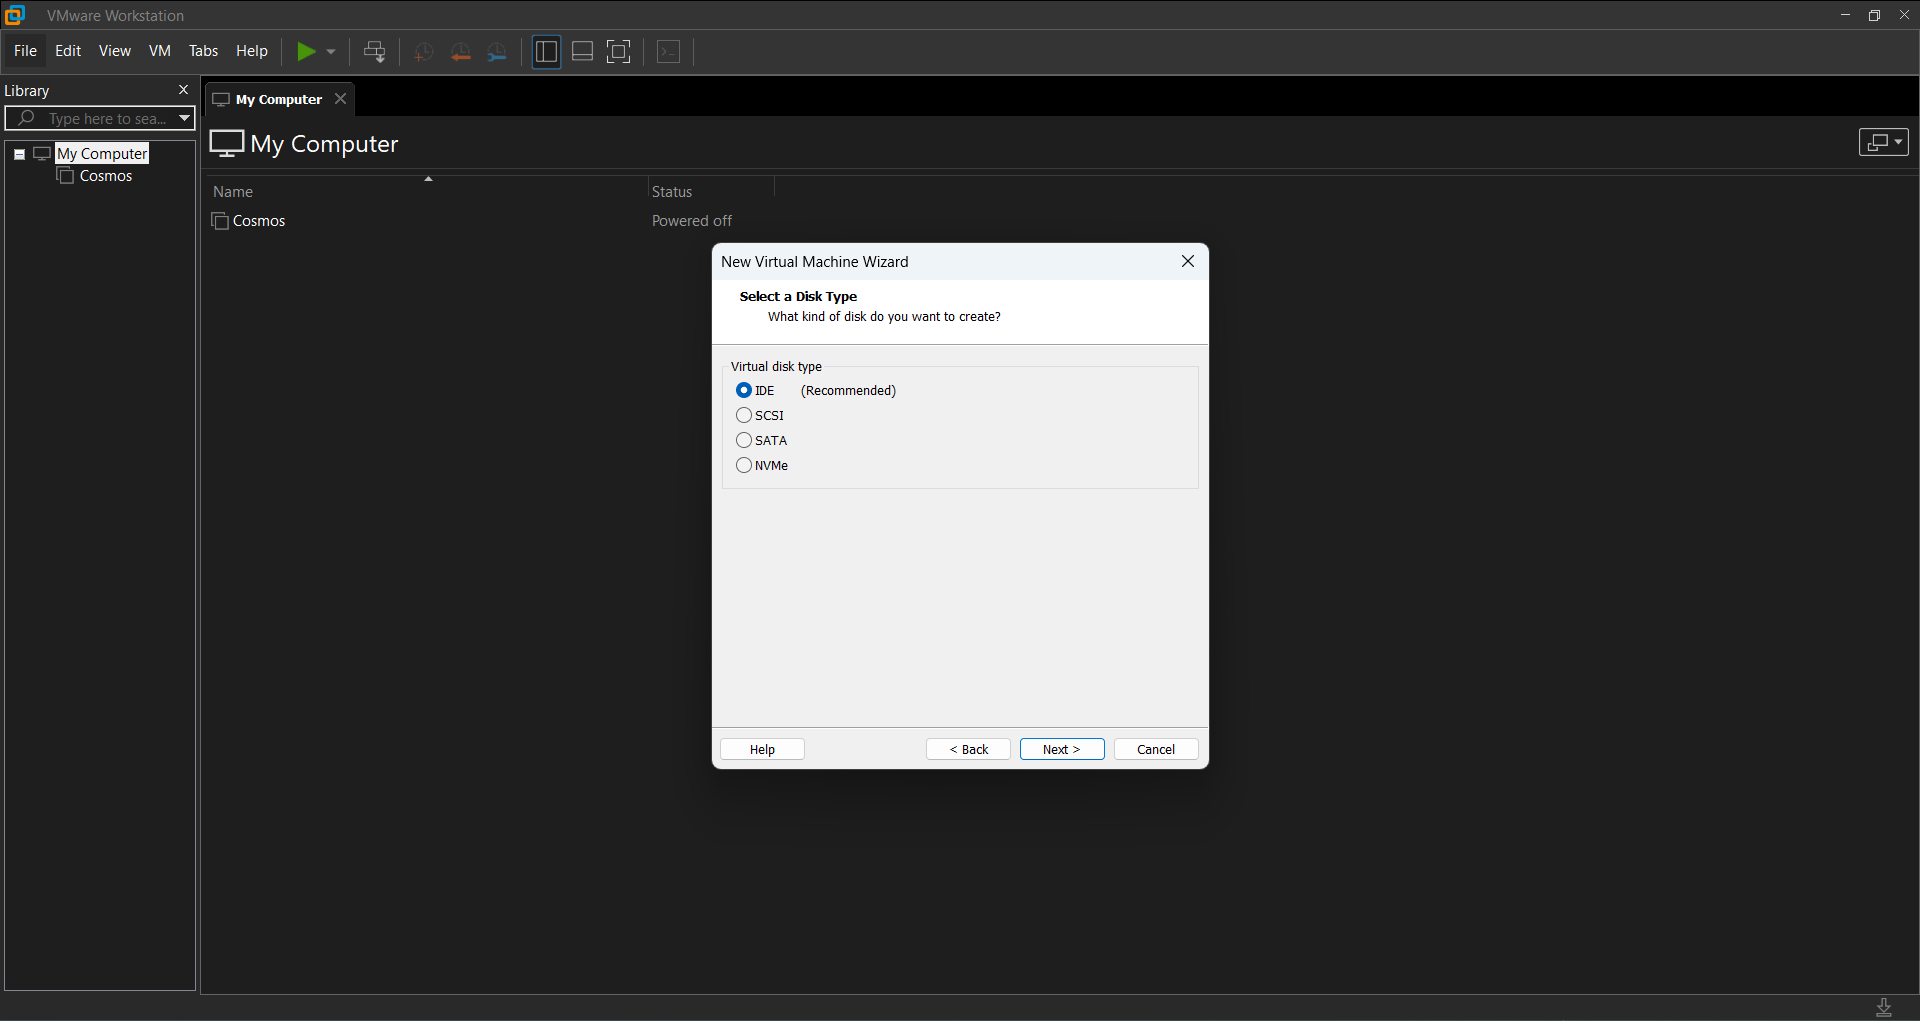 VMware Workstation
File Edit View VM Tabs Help
Library
Type here to sea...
My Computer
Cosmos
My Computer
My Computer
Name Status
Cosmos Powered off
New Virtual Machine Wizard
Select a Disk Type
What kind of disk do you want to create?
Virtual disk type
IDE (Recommended)
SCSI
SATA
NVMe
Help < Back Next > Cancel